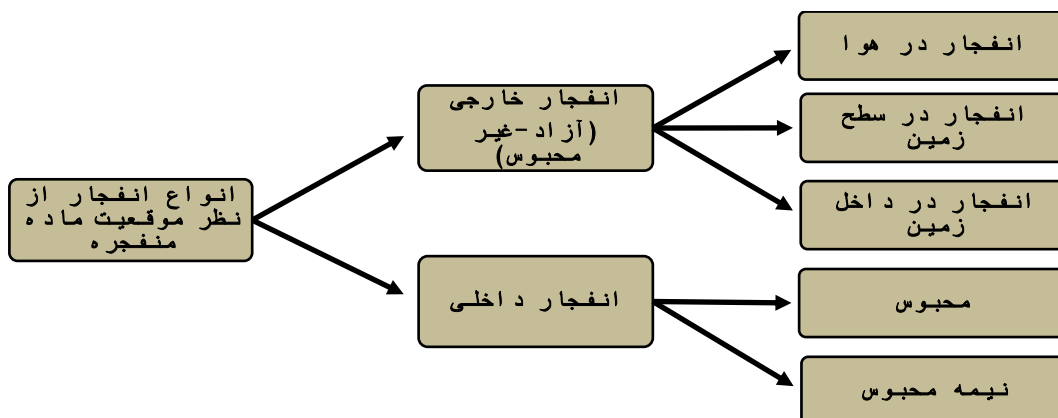 انواع انفجار از
نظر موقعیت ماده
منفجره
انفجار خارجی
(آزاد-غیر
محبوس)
انفجار در هوا
انفجار در سطح
زمین
انفجار در داخل
زمین
انفجار داخلی
محبوس
نیمه محبوس